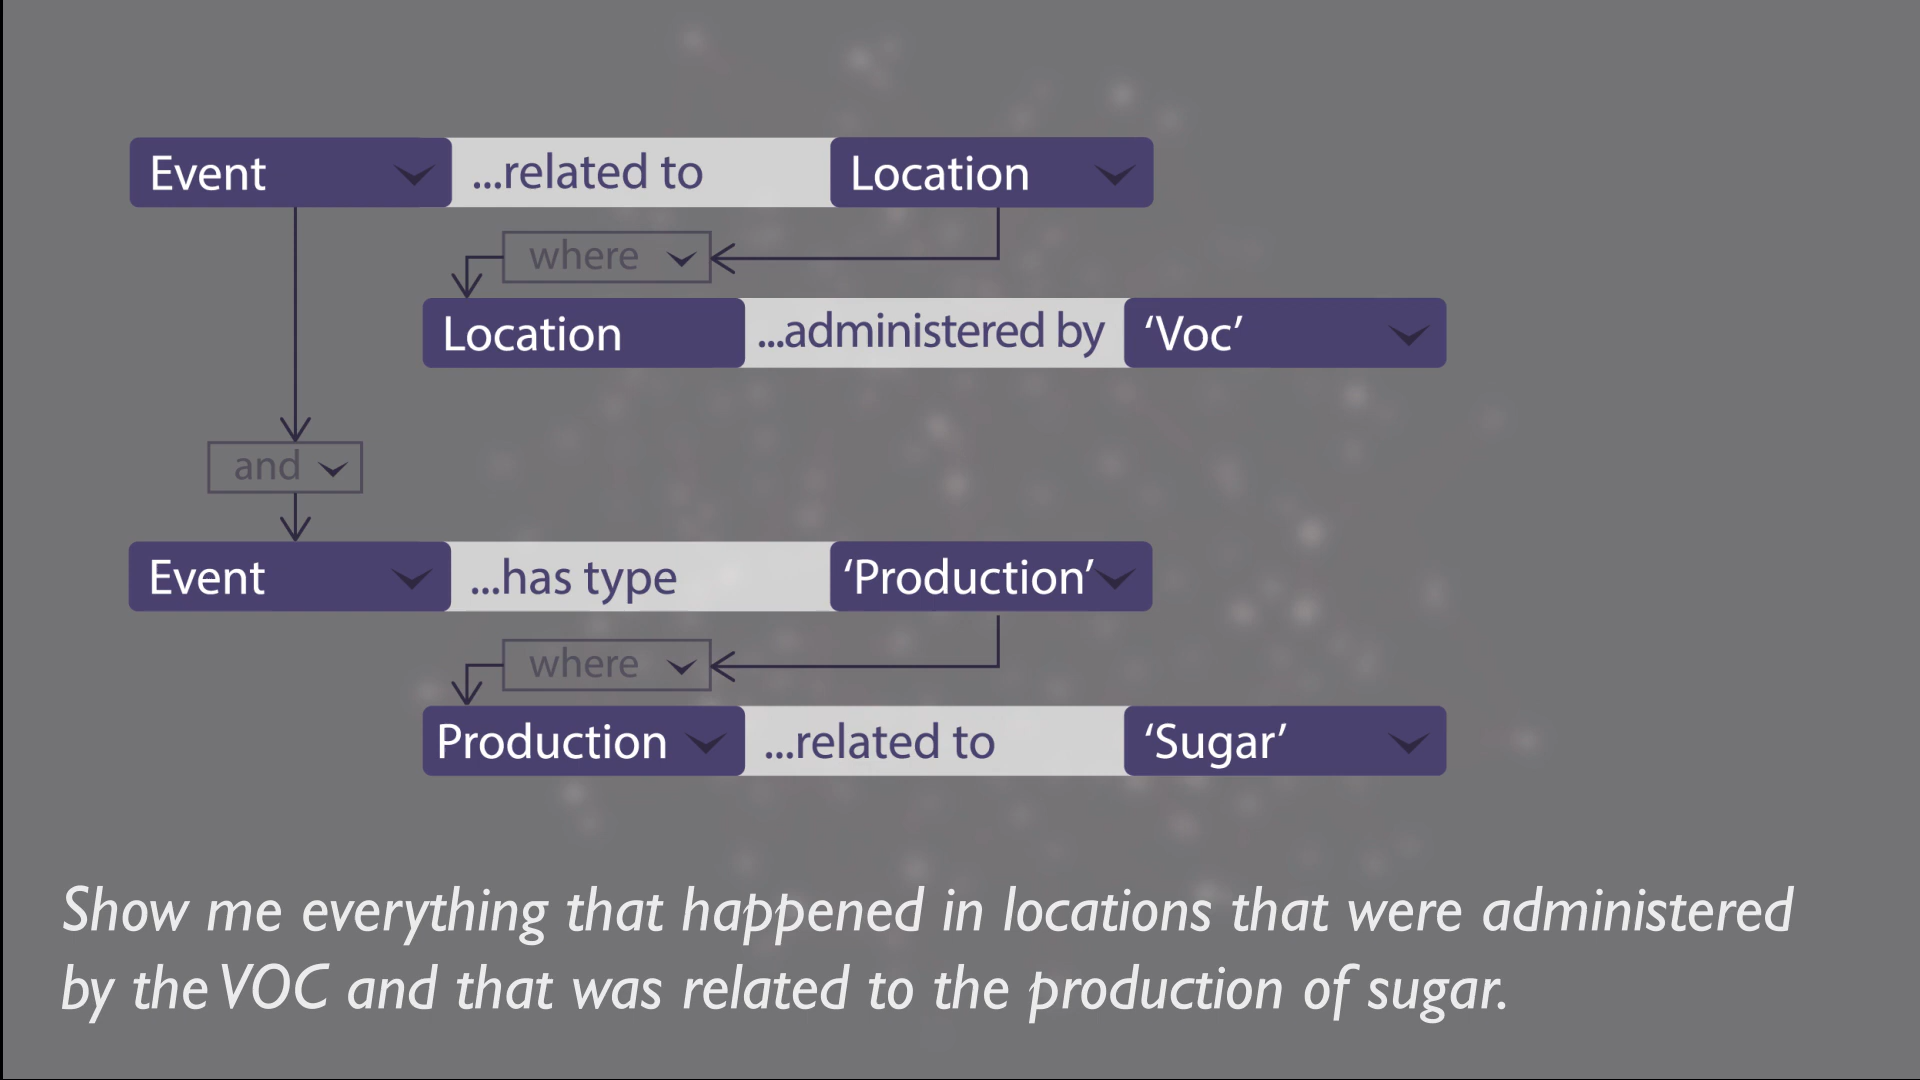 Event ...related to Location
where
Location ...administered by ‘Voc’
and
Event ...has type ‘Production’
where
Production ...related to ‘Sugar’
Show me everything that happened in locations that were administered
by the VOC and that was related to the production of sugar.